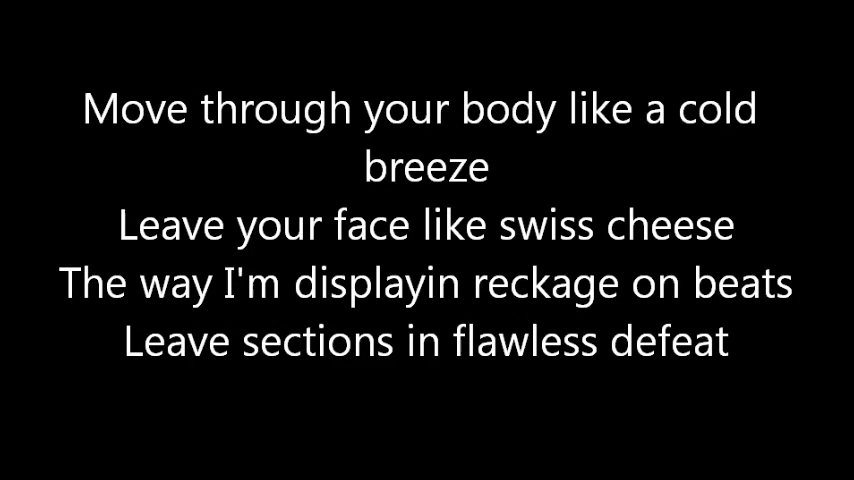 Move through your body like a cold
breeze
Leave your face like swiss cheese
The way I'm displayin reckage on beats
Leave sections in flawless defeat